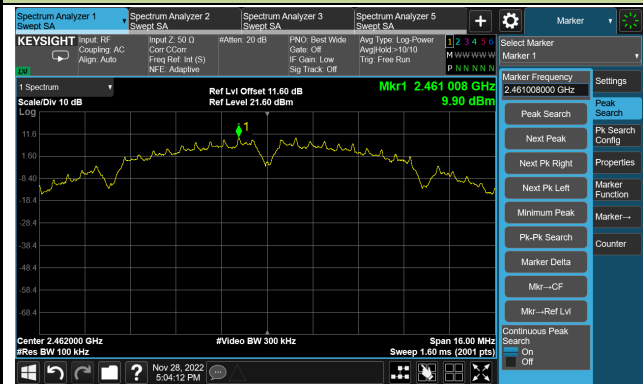 Spectrum Analyzer 1
Swept SA
Spectrum Analyzer 2
Swept SA
Spectrum Analyzer 3
Swept SA
Spectrum Analyzer 5
Swept SA
+
Marker
KEYSIGHT
Input: RF
Coupling: AC
Align: Auto
Input Z: 50 Ω
Corr CCorr
Freq Ref: Int (S)
NFE: Adaptive
#Atten: 20 dB
PNO: Best Wide
Gate: Off
IF Gain: Low
Sig Track: Off
Avg Type: Log-Power
Avg|Hold:>10/10
Trig: Free Run
1 2 3 4 5 6
M W W W W W
P N N N N N
Select Marker
Marker 1
1 Spectrum
Scale/Div 10 dB
Ref Lvl Offset 11.60 dB
Ref Level 21.60 dBm
Mkr1 2.461 008 GHz
9.90 dBm
Log
11.6
1.60
-8.40
-18.4
-28.4
-38.4
-48.4
-58.4
-68.4
1
Center 2.462000 GHz
#Res BW 100 kHz
#Video BW 300 kHz
Span 16.00 MHz
Sweep 1.60 ms (2001 pts)
Marker Frequency
2.461008000 GHz
Peak Search
Next Peak
Next Pk Right
Next Pk Left
Minimum Peak
Pk-Pk Search
Marker Delta
Mkr→CF
Mkr→Ref Lvl
Continuous Peak
Search
On
Off
Settings
Peak
Search
Pk Search
Config
Properties
Marker
Function
Marker→
Counter
?
Nov 28, 2022
5:04:12 PM